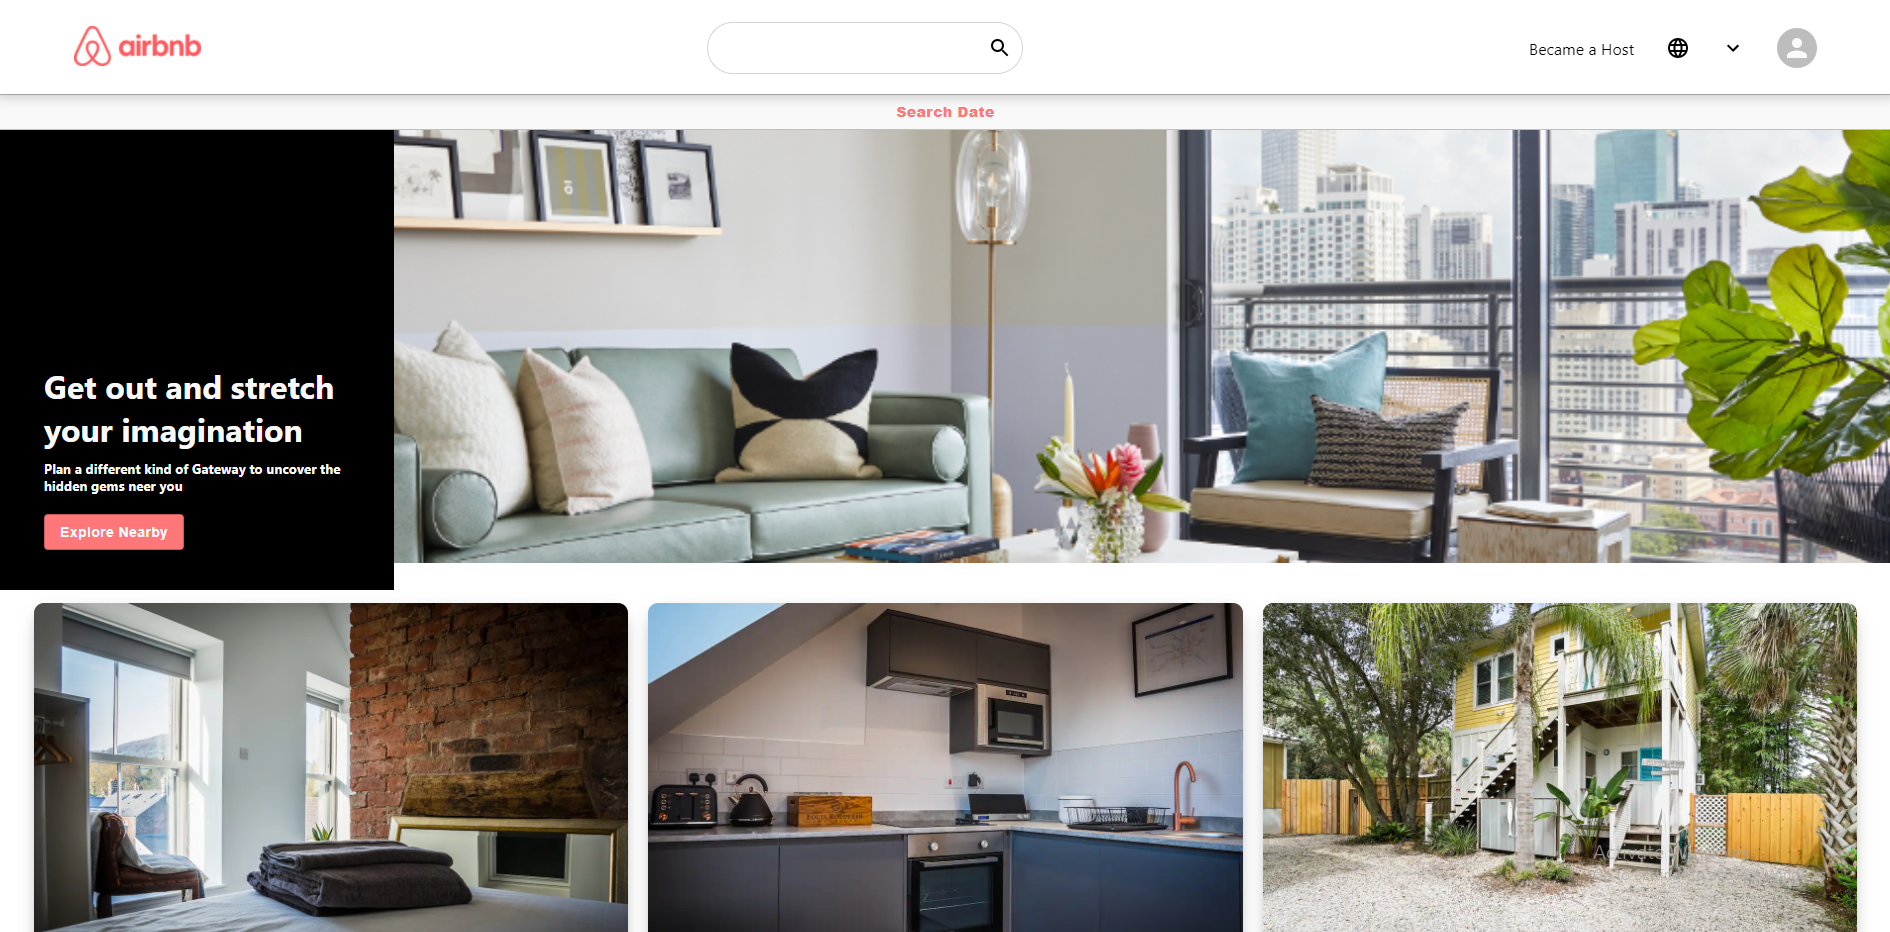 airbnb
Became a Host
Search Date
Get out and stretch
your imagination
Plan a different kind of Gateway to uncover the
hidden gems neer you
Explore Nearby